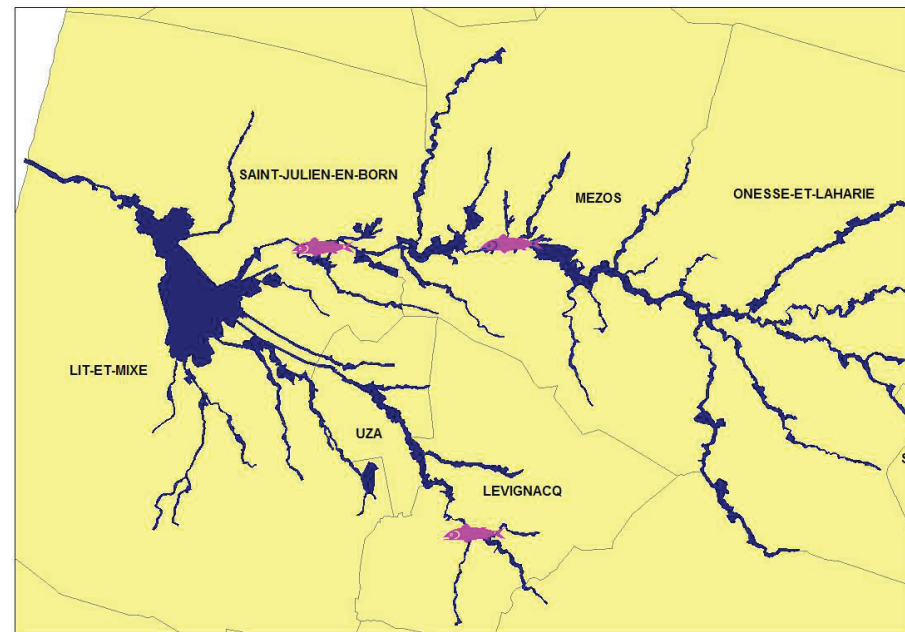 SAINT-JULIEN-EN-BORN
MEZOS
ONESSE-ET-LAHARIE
LIT-ET-MIXE
UZA
LEVIGNACQ
S